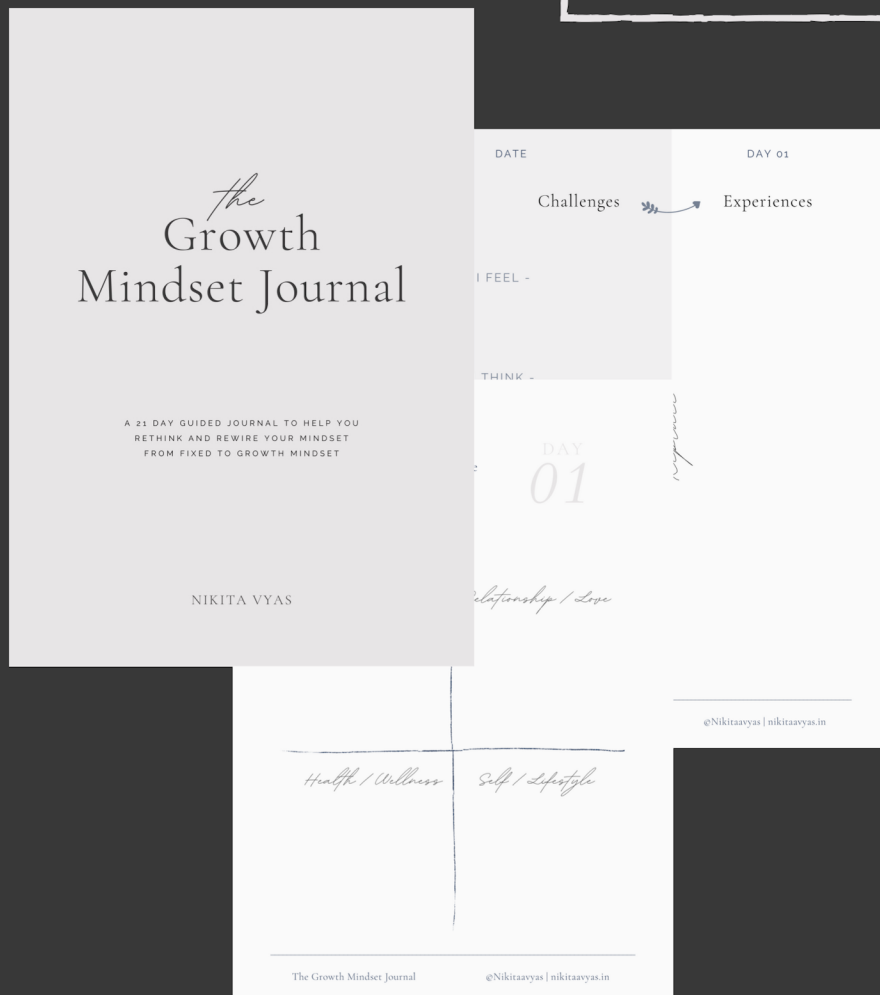 the
Growth
Mindset Journal
A 21 DAY GUIDED JOURNAL TO HELP YOU
RETHINK AND REWIRE YOUR MINDSET
FROM FIXED TO GROWTH MINDSET
NIKITA VYAS
DATE
DAY 01
Challenges
Experiences
I FEEL -
THINK -
DAY
01
elationship / Love
Health / Wellness
Self / Lifestyle
@Nikitaavyas | nikitaavyas.in
The Growth Mindset Journal
@Nikitaavyas | nikitaavyas.in